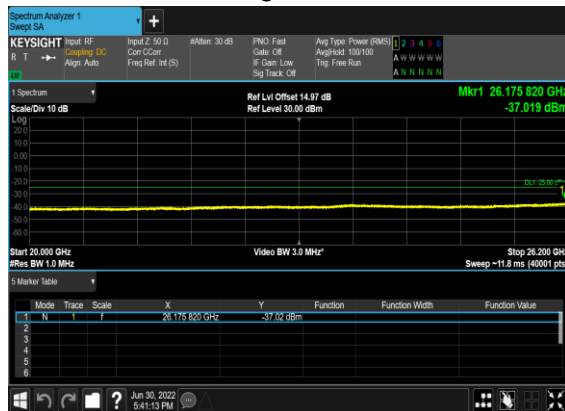 Spectrum Analyzer 1
Swept SA
+
KEYSIGHT
R T
LXI
Input: RF
Coupling: DC
Align: Auto
Input Z: 50 Ω
Corr CCorr
Freq Ref: Int (S)
#Atten: 30 dB
PNO: Fast
Gate: Off
IF Gain: Low
Sig Track: Off
Avg Type: Power (RMS)
Avg|Hold: 100/100
Trig: Free Run
1 2 3 4 5 6
A W W W W W
A N N N N N
1 Spectrum
Scale/Div 10 dB
Ref Lvl Offset 14.97 dB
Ref Level 30.00 dBm
Mkr1 26.175 820 GHz
-37.019 dBm
Log
20.0
10.0
0.00
-10.0
-20.0
-30.0
-40.0
-50.0
DL1 -25.00
1
Start 20.000 GHz
#Res BW 1.0 MHz
Video BW 3.0 MHz*
Stop 26.200 GHz
Sweep ~11.8 ms (40001 pts
5 Marker Table
Mode Trace Scale X Y Function Function Width Function Value
1 N 1 f 26.175 820 GHz -37.02 dBm
2
3
4
5
6
?
Jun 30, 2022
5:41:13 PM